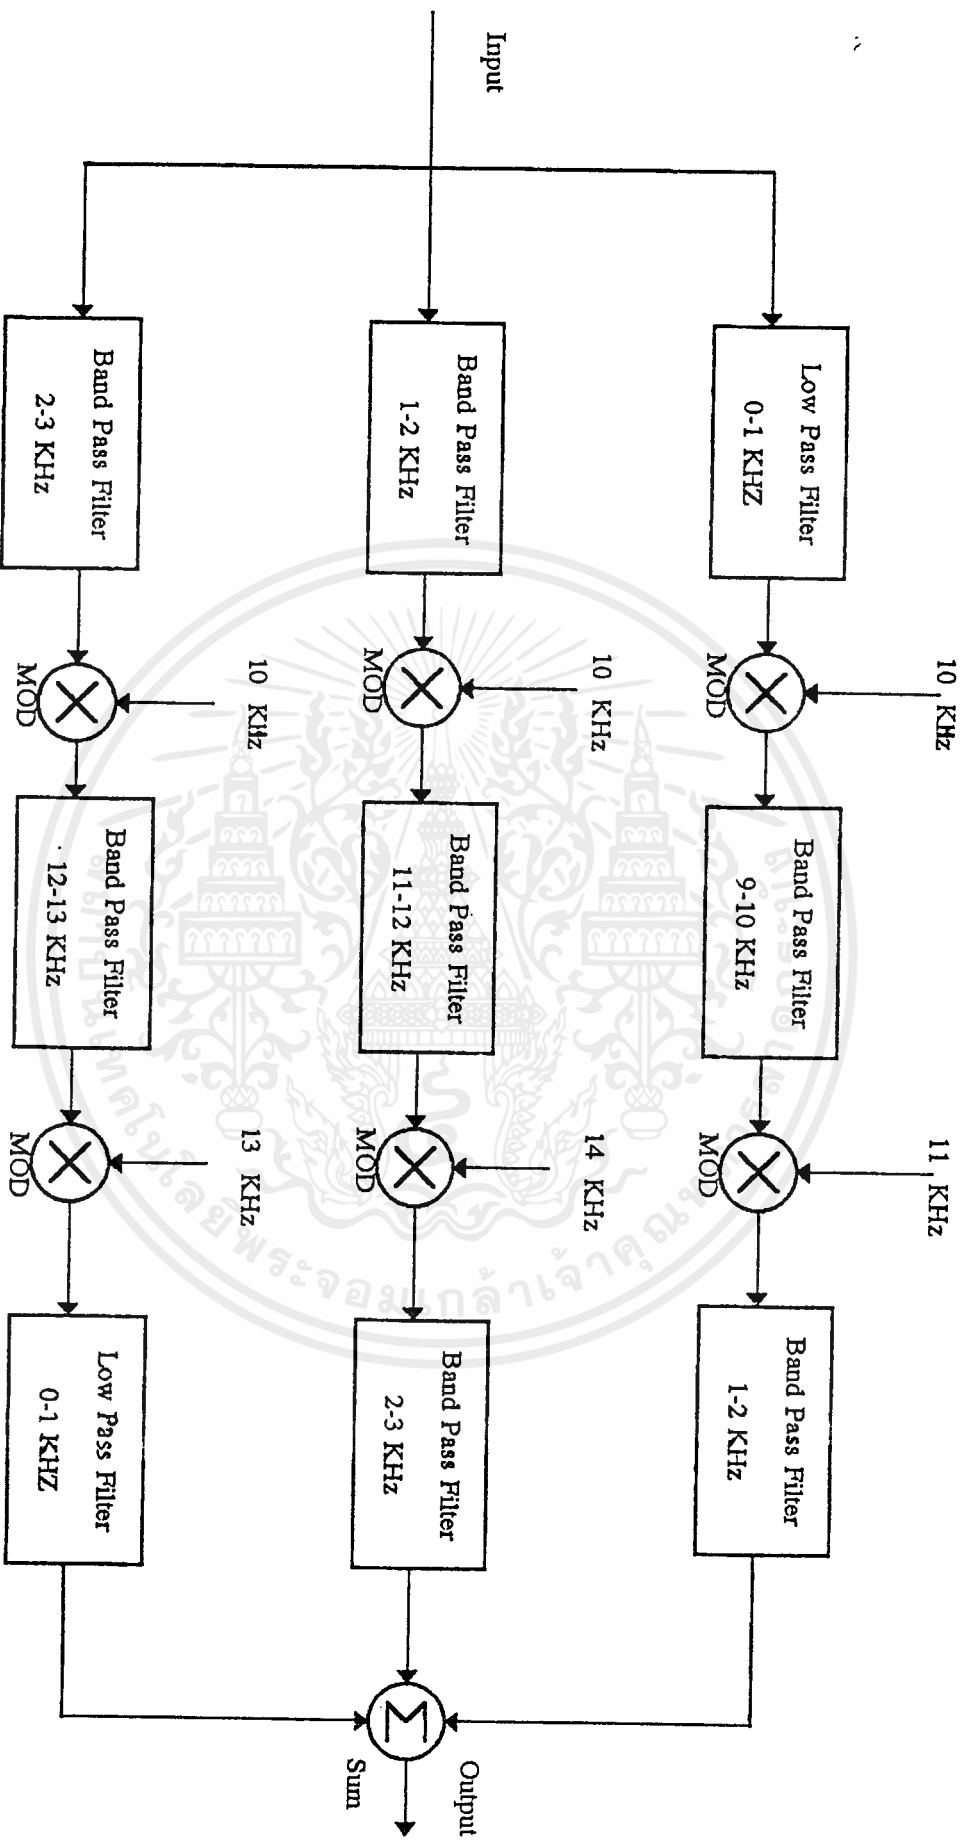 Input
Low Pass Filter
0-1 KHZ
10 KHz
MOD
Band Pass Filter
9-10 KHz
11 KHz
MOD
Band Pass Filter
1-2 KHz
Band Pass Filter
1-2 KHz
10 KHz
MOD
Band Pass Filter
11-12 KHz
14 KHz
MOD
Band Pass Filter
2-3 KHz
Band Pass Filter
2-3 KHz
10 KHz
MOD
Band Pass Filter
12-13 KHz
13 KHz
MOD
Low Pass Filter
0-1 KHZ
Σ
Output
Sum